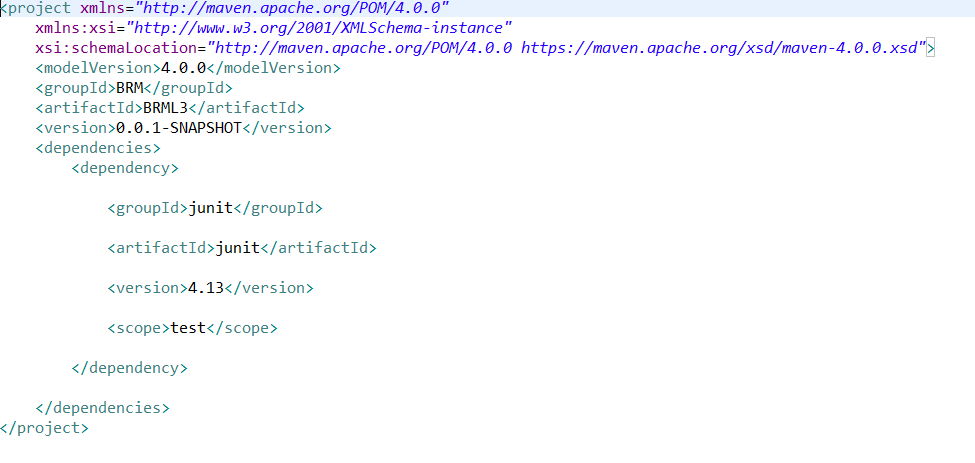 <project xmlns="http://maven.apache.org/POM/4.0.0"
xmlns:xsi="http://www.w3.org/2001/XMLSchema-instance"
xsi:schemaLocation="http://maven.apache.org/POM/4.0.0 https://maven.apache.org/xsd/maven-4.0.0.xsd">
<modelVersion>4.0.0</modelVersion>
<groupId>BRM</groupId>
<artifactId>BRML3</artifactId>
<version>0.0.1-SNAPSHOT</version>
<dependencies>
<dependency>
<groupId>junit</groupId>
<artifactId>junit</artifactId>
<version>4.13</version>
<scope>test</scope>
</dependency>
</dependencies>
</project>